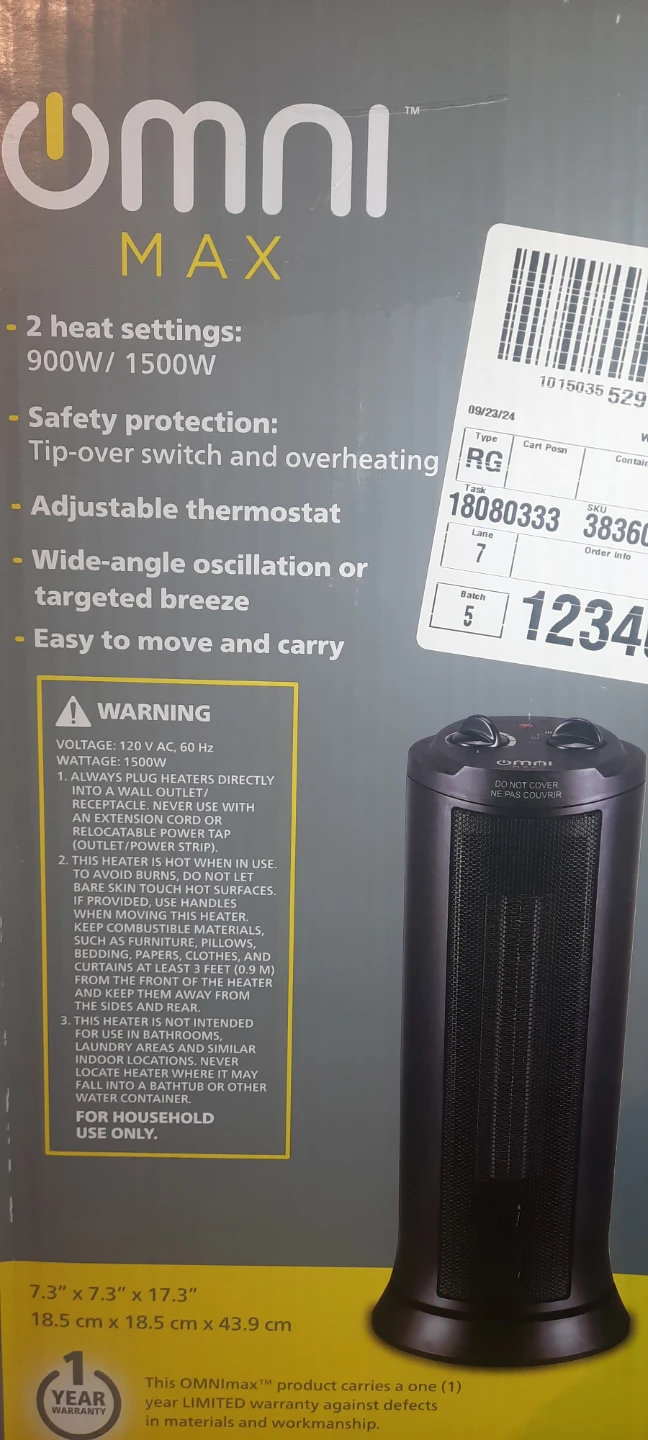 OMNI™
MAX
- 2 heat settings:
900W/ 1500W
- Safety protection:
Tip-over switch and overheating
- Adjustable thermostat
- Wide-angle oscillation or
targeted breeze
- Easy to move and carry
1015035 529
09/23/24
Type
RG
Cart Posn
Task
18080333
SKU
Lane
7
Order Info
Batch
5
WARNING
VOLTAGE: 120 V AC, 60 Hz
WATTAGE: 1500W
1. ALWAYS PLUG HEATERS DIRECTLY
INTO A WALL OUTLET/
RECEPTACLE. NEVER USE WITH
AN EXTENSION CORD OR
RELOCATABLE POWER TAP
(OUTLET/POWER STRIP).
2. THIS HEATER IS HOT WHEN IN USE.
TO AVOID BURNS, DO NOT LET
BARE SKIN TOUCH HOT SURFACES.
IF PROVIDED, USE HANDLES
WHEN MOVING THIS HEATER.
KEEP COMBUSTIBLE MATERIALS,
SUCH AS FURNITURE, PILLOWS,
BEDDING, PAPERS, CLOTHES, AND
CURTAINS AT LEAST 3 FEET (0.9 M)
FROM THE FRONT OF THE HEATER
AND KEEP THEM AWAY FROM
THE SIDES AND REAR.
3. THIS HEATER IS NOT INTENDED
FOR USE IN BATHROOMS,
LAUNDRY AREAS AND SIMILAR
INDOOR LOCATIONS. NEVER
LOCATE HEATER WHERE IT MAY
FALL INTO A BATHTUB OR OTHER
WATER CONTAINER.
FOR HOUSEHOLD
USE ONLY.
OMNI
DO NOT COVER
NE PAS COUVRIR
7.3" x 7.3" x 17.3"
18.5 cm x 18.5 cm x 43.9 cm
1
YEAR
WARRANTY
This OMNImax™ product carries a one (1)
year LIMITED warranty against defects
in materials and workmanship.